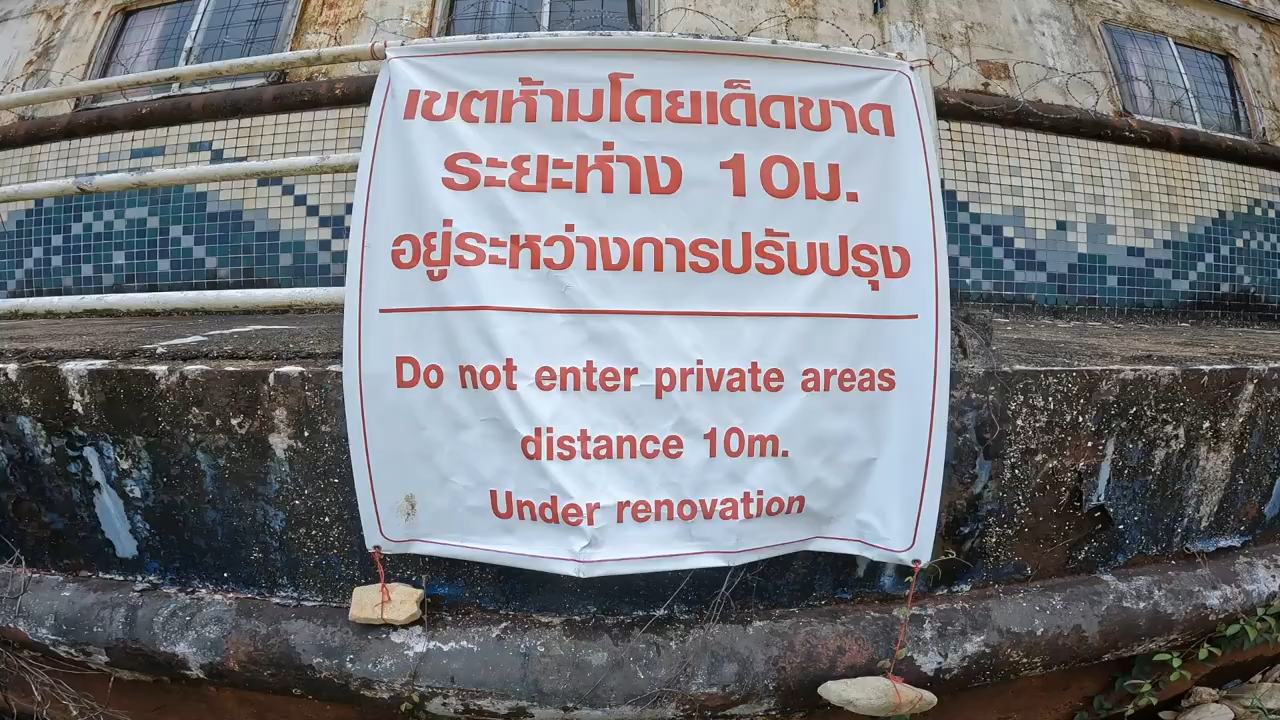 เขตห้ามโดยเด็ดขาด
ระยะห่าง 10ม.
อยู่ระหว่างการปรับปรุง
Do not enter private areas
distance 10m.
Under renovation